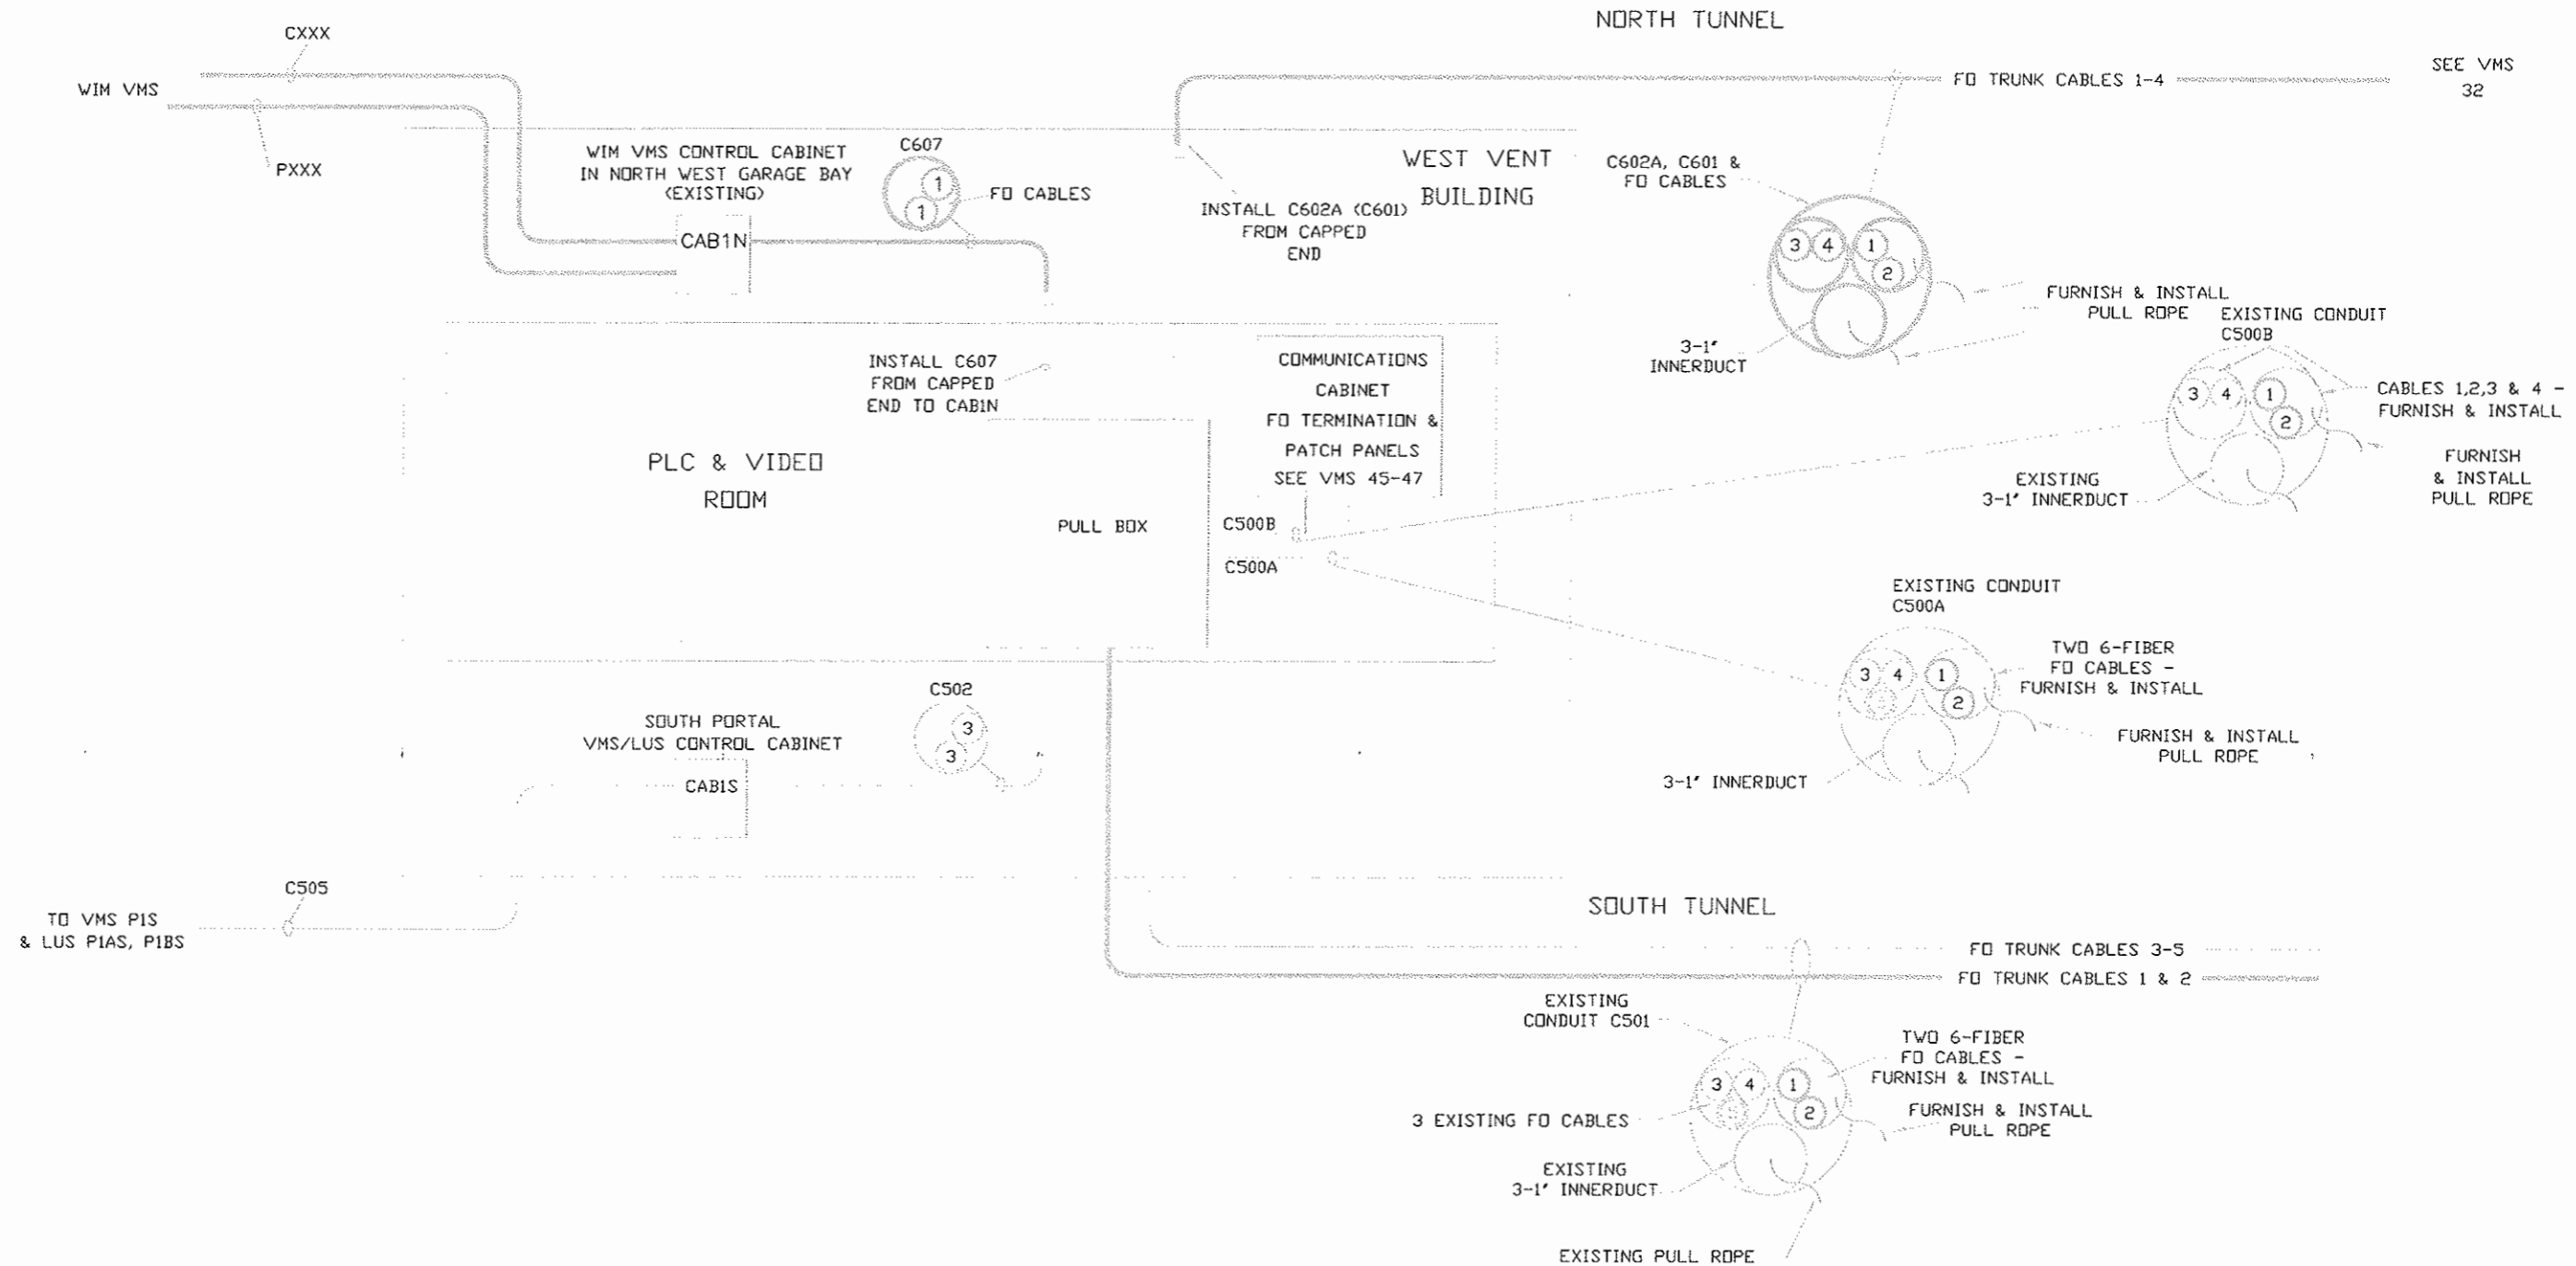 NORTH TUNNEL
CXXX
WIM VMS
PXXX
FO TRUNK CABLES 1-4
SEE VMS
32
WIM VMS CONTROL CABINET
IN NORTH WEST GARAGE BAY
(EXISTING)
CAB1N
C607
1
1
FO CABLES
WEST VENT
BUILDING
INSTALL C602A (C601)
FROM CAPPED
END
C602A, C601 &
FO CABLES
3
4
1
2
FURNISH & INSTALL
PULL ROPE
3-1"
INNERDUCT
EXISTING CONDUIT
C500B
3
4
1
2
CABLES 1,2,3 & 4 -
FURNISH & INSTALL
FURNISH
& INSTALL
PULL ROPE
EXISTING
3-1" INNERDUCT
INSTALL C607
FROM CAPPED
END TO CAB1N
COMMUNICATIONS
CABINET
FO TERMINATION &
PATCH PANELS
SEE VMS 45-47
PLC & VIDEO
ROOM
PULL BOX
C500B
C500A
EXISTING CONDUIT
C500A
3
4
1
2
TWO 6-FIBER
FO CABLES -
FURNISH & INSTALL
FURNISH & INSTALL
PULL ROPE
3-1" INNERDUCT
SOUTH PORTAL
VMS/LUS CONTROL CABINET
CAB1S
C502
3
3
C505
TO VMS P1S
& LUS P1AS, P1BS
SOUTH TUNNEL
FO TRUNK CABLES 3-5
FO TRUNK CABLES 1 & 2
EXISTING
CONDUIT C501
3
4
1
2
TWO 6-FIBER
FO CABLES -
FURNISH & INSTALL
FURNISH & INSTALL
PULL ROPE
3 EXISTING FO CABLES
EXISTING
3-1" INNERDUCT
EXISTING PULL ROPE